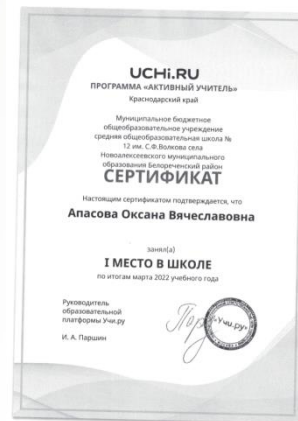 UCHi.RU
ПРОГРАММА «АКТИВНЫЙ УЧИТЕЛЬ»
Краснодарский край
Муниципальное бюджетное
общеобразовательное учреждение
средняя общеобразовательная школа №
12 им. С.Ф.Волкова села
Новоалексеевского муниципального
образования Белореченский район
СЕРТИФИКАТ
Настоящим сертификатом подтверждается, что
Апасова Оксана Вячеславовна
занял(а)
I МЕСТО В ШКОЛЕ
по итогам марта 2022 учебного года
Руководитель
образовательной
платформы Учи.ру
И. А. Паршин
«Учи.ру»